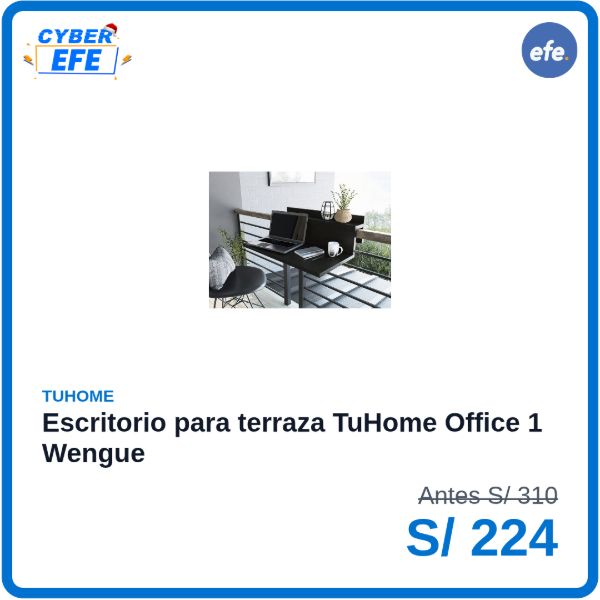 CYBER
EFE
efe.
TUHOME
Escritorio para terraza TuHome Office 1
Wengue
Antes S/ 310
S/ 224